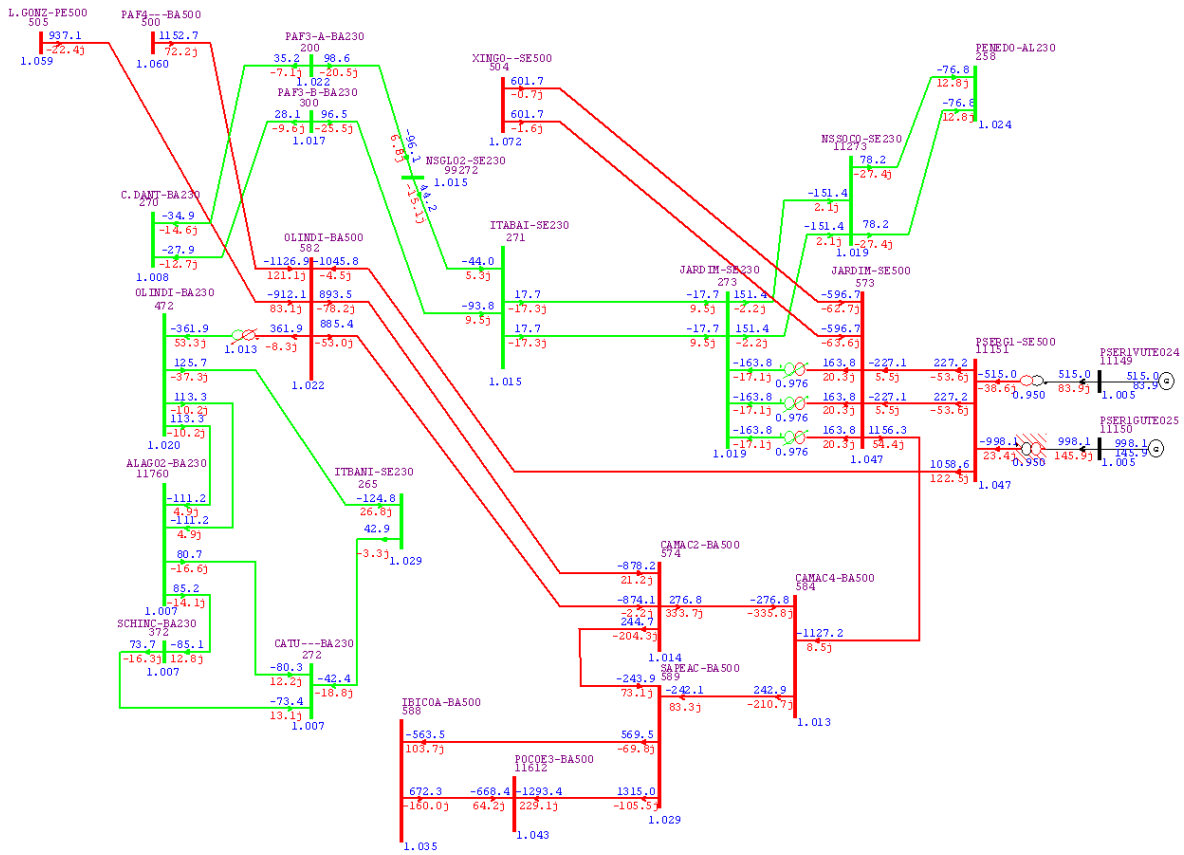 L.GONZ-PE500
505
937.1
-22.4j
1.059
PAF4---BA500
500
1152.7
72.2j
1.060
PAF3-A-BA230
200
35.2
98.6
-7.1j
-20.5j
1.022
PAF3-B-BA230
300
28.1
96.5
-9.6j
-25.5j
1.017
XINGO--SE500
504
601.7
-0.7j
601.7
-1.6j
1.072
PENEDO-AL230
258
-76.8
12.8j
-76.8
12.8j
1.024
-96.1
6.8j
NSGLO2-SE230
99272
1.015
44.2
-15.1j
NSSOCO-SE230
11273
78.2
-27.4j
-151.4
2.1j
-151.4
78.2
2.1j
-27.4j
1.019
C.DANT-BA230
270
-34.9
-14.6j
-27.9
-12.7j
1.008
OLINDI-BA500
582
-1126.9
-1045.8
121.1j
-4.5j
-912.1
893.5
83.1j
-78.2j
361.9
885.4
-8.3j
-53.0j
1.022
ITABAI-SE230
271
-44.0
5.3j
17.7
-17.3j
-93.8
9.5j
17.7
-17.3j
1.015
JARDIM-SE230
273
-17.7
151.4
9.5j
-2.2j
-17.7
151.4
9.5j
-2.2j
-163.8
-17.1j
0.976
-163.8
-17.1j
0.976
-163.8
-17.1j
0.976
1.019
JARDIM-SE500
573
-596.7
-62.7j
-596.7
-63.6j
163.8
-227.1
20.3j
5.5j
163.8
-227.1
20.3j
5.5j
163.8
1156.3
20.3j
54.4j
1.047
PSERG1-SE500
11151
227.2
-515.0
-53.6j
-38.6j
227.2
-53.6j
-998.1
23.4j
1058.6
122.5j
1.047
0.950
0.950
PSER1VUTE024
11149
515.0
515.0
83.9j
83.9
1.005
G
PSER1GUTE025
11150
998.1
998.1
145.9j
145.9
1.005
G
OLINDI-BA230
472
-361.9
53.3j
1.013
125.7
-37.3j
113.3
-10.2j
113.3
-10.2j
1.020
ALAGO2-BA230
11760
-111.2
4.9j
-111.2
4.9j
80.7
-16.6j
85.2
-14.1j
1.007
ITBANI-SE230
265
-124.8
26.8j
42.9
-3.3j
1.029
SCHINC-BA230
372
73.7
-85.1
-16.3j
12.8j
1.007
CATU---BA230
272
-80.3
12.2j
-42.4
-18.8j
-73.4
13.1j
1.007
CAMAC2-BA500
574
-878.2
21.2j
-874.1
276.8
-2.2j
333.7j
244.7
-204.3j
1.014
CAMAC4-BA500
584
-276.8
-335.8j
-1127.2
8.5j
242.9
-210.7j
1.013
SAPEAC-BA500
589
-243.9
73.1j
-242.1
83.3j
569.5
-69.8j
1315.0
-105.5j
1.029
IBICOA-BA500
588
-563.5
103.7j
672.3
-160.0j
1.035
POCOE3-BA500
11612
-668.4
-1293.4
64.2j
229.1j
1.043